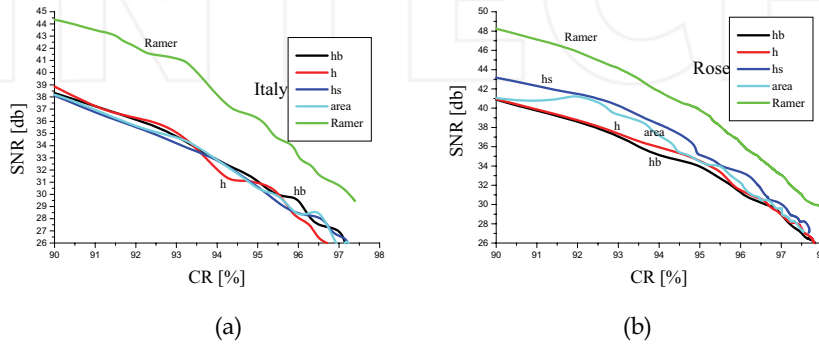 45
44
43
42
41
40
39
38
37
36
35
34
33
32
31
30
29
28
27
26
SNR [db]
Ramer
Italy
hb
h
hs
area
Ramer
h
hb
90 91 92 93 94 95 96 97 98
CR [%]
(a)
50
48
46
44
42
40
38
36
34
32
30
28
26
SNR [db]
Ramer
Rose
hb
h
hs
area
Ramer
hs
h
area
hb
90 91 92 93 94 95 96 97 98
CR [%]
(b)